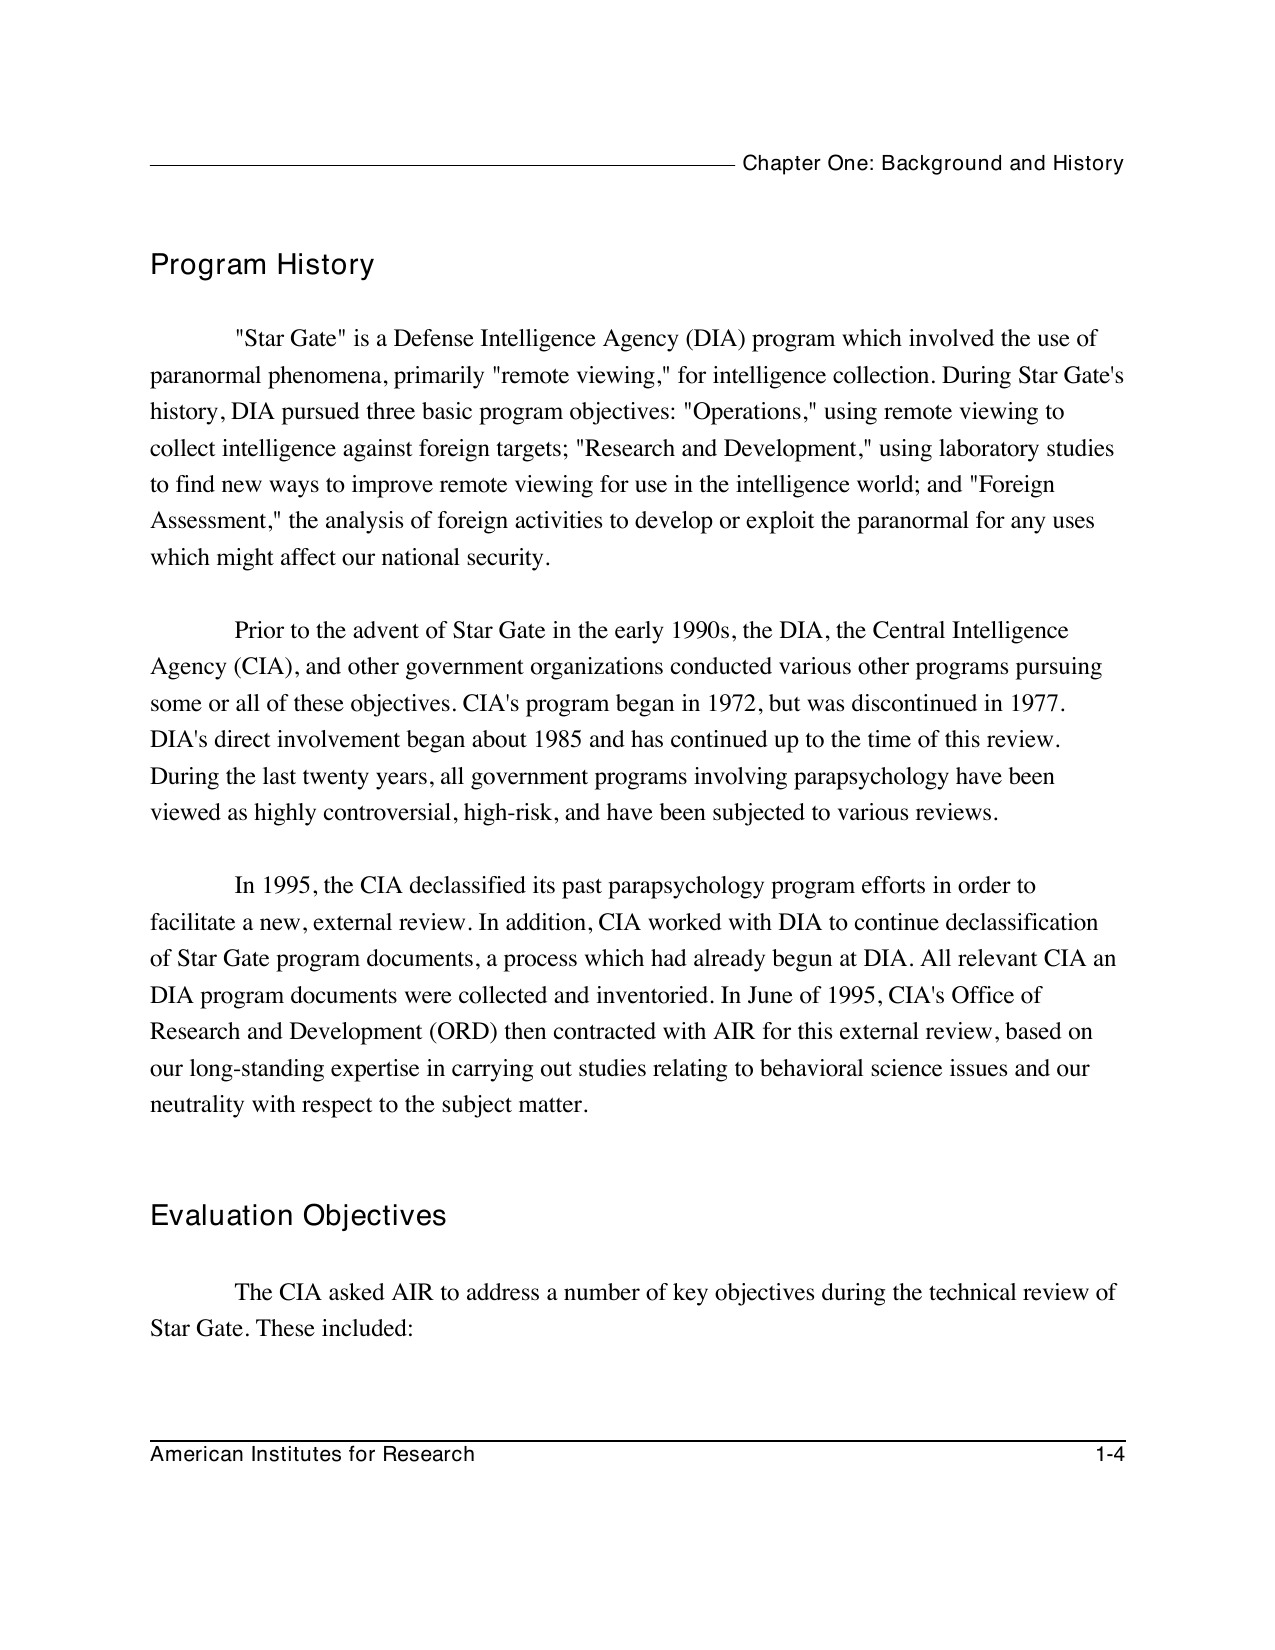 Chapter One: Background and History
Program History
"Star Gate" is a Defense Intelligence Agency (DIA) program which involved the use of
paranormal phenomena, primarily "remote viewing," for intelligence collection. During Star Gate's
history, DIA pursued three basic program objectives: "Operations," using remote viewing to
collect intelligence against foreign targets; "Research and Development," using laboratory studies
to find new ways to improve remote viewing for use in the intelligence world; and "Foreign
Assessment," the analysis of foreign activities to develop or exploit the paranormal for any uses
which might affect our national security.
Prior to the advent of Star Gate in the early 1990s, the DIA, the Central Intelligence
Agency (CIA), and other government organizations conducted various other programs pursuing
some or all of these objectives. CIA's program began in 1972, but was discontinued in 1977.
DIA's direct involvement began about 1985 and has continued up to the time of this review.
During the last twenty years, all government programs involving parapsychology have been
viewed as highly controversial, high-risk, and have been subjected to various reviews.
In 1995, the CIA declassified its past parapsychology program efforts in order to
facilitate a new, external review. In addition, CIA worked with DIA to continue declassification
of Star Gate program documents, a process which had already begun at DIA. All relevant CIA an
DIA program documents were collected and inventoried. In June of 1995, CIA's Office of
Research and Development (ORD) then contracted with AIR for this external review, based on
our long-standing expertise in carrying out studies relating to behavioral science issues and our
neutrality with respect to the subject matter.
Evaluation Objectives
The CIA asked AIR to address a number of key objectives during the technical review of
Star Gate. These included:
American Institutes for Research 1-4